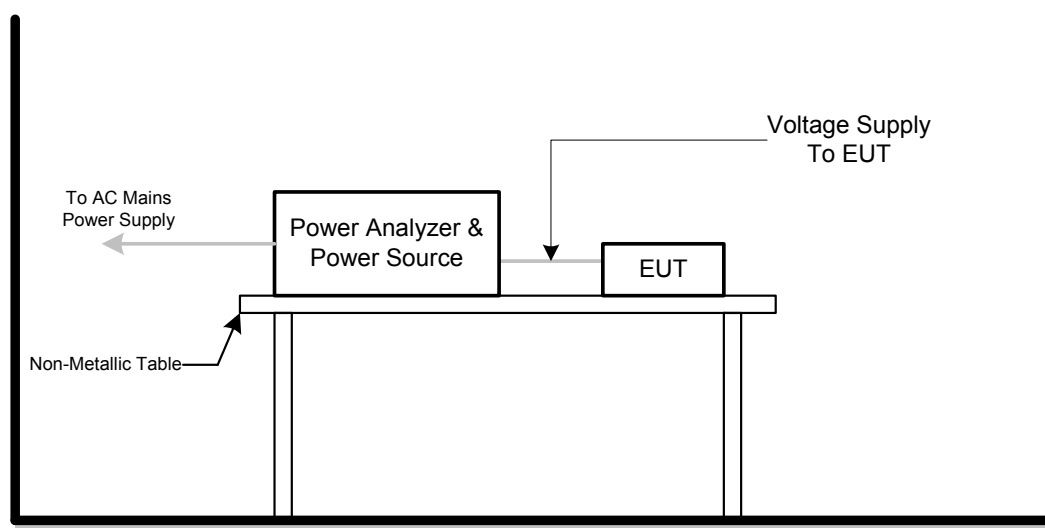 Voltage Supply
To EUT
To AC Mains
Power Supply
Power Analyzer &
Power Source
EUT
Non-Metallic Table